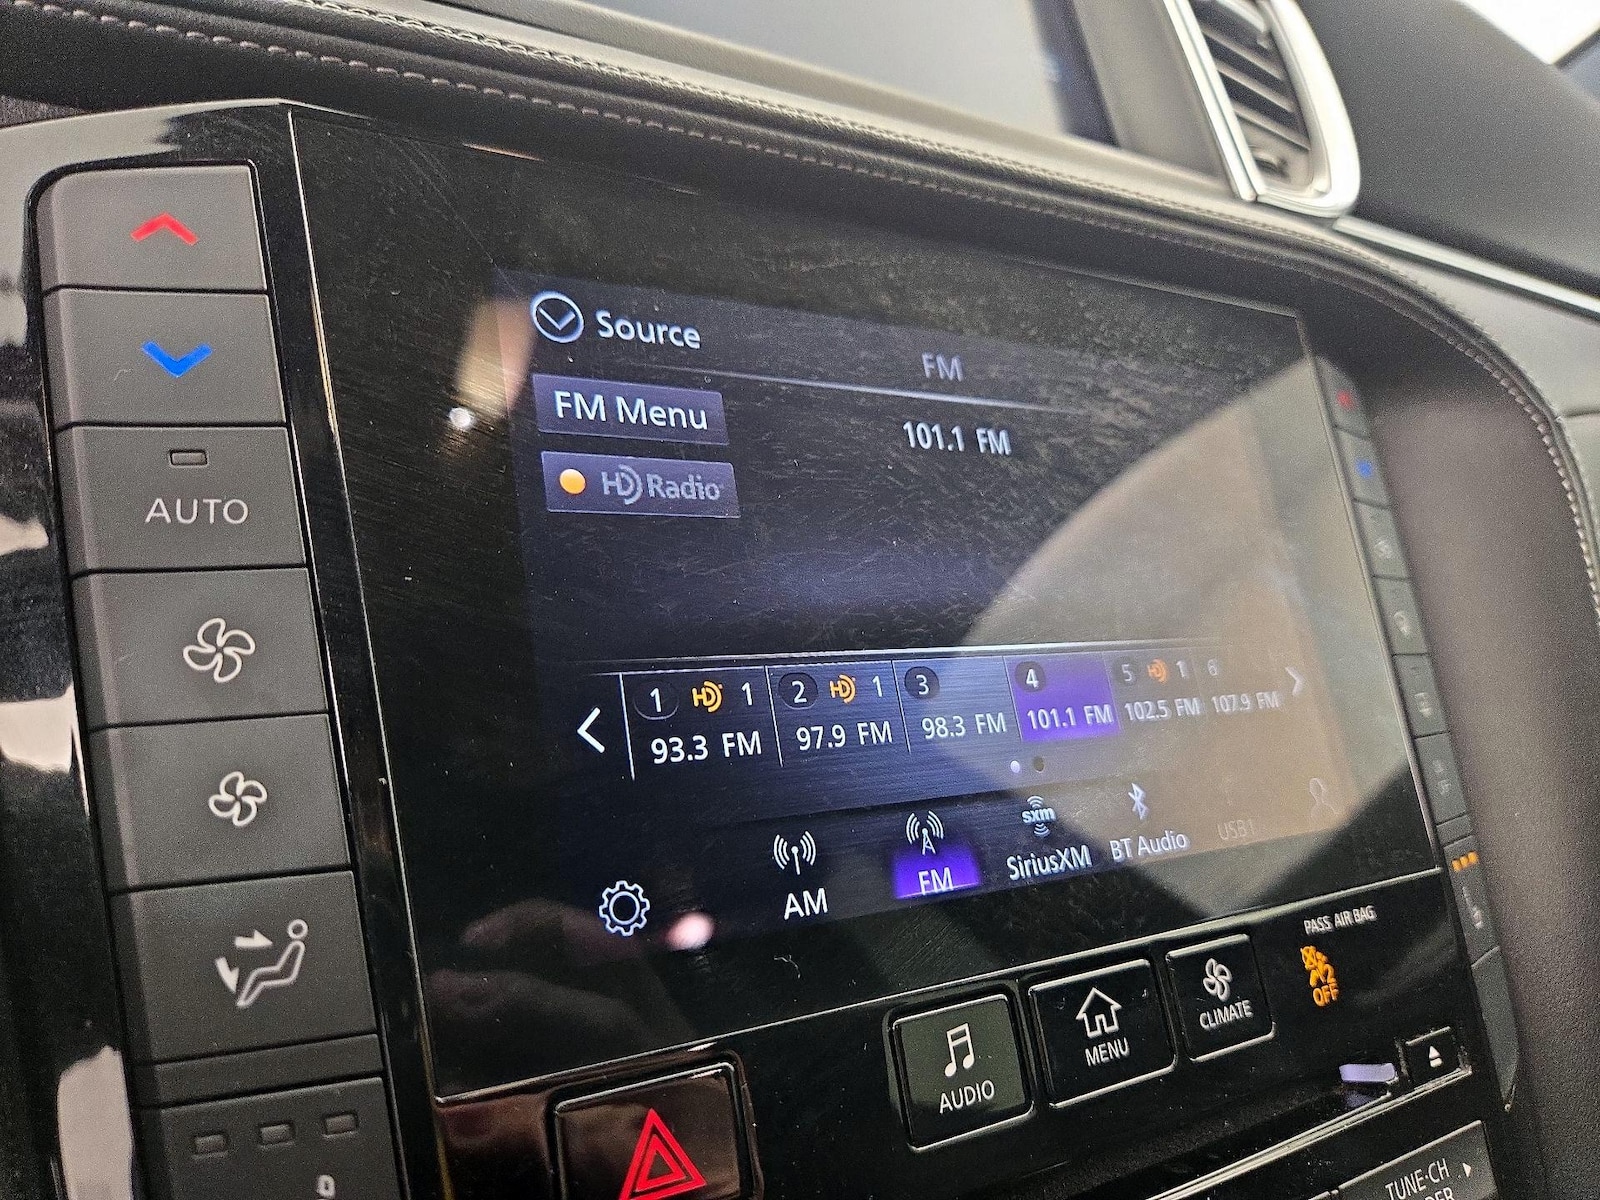 Source
FM
FM Menu
101.1 FM
HD Radio
1 HD 1
93.3 FM
2 HD 1
97.9 FM
3
98.3 FM
4
101.1 FM
5 HD 1
102.5 FM
6
107.9 FM
AM
FM
sxm
SiriusXM
BT Audio
USB1
AUTO
PASS AIR BAG
2
OFF
AUDIO
MENU
CLIMATE
TUNE·CH